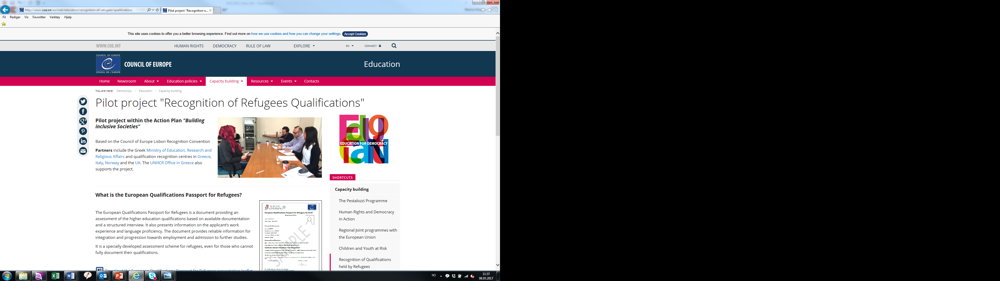 http://www.coe.int/en/web/education/recognition-of-refugees-qualifications
Pilot project "Recognition o...
Fil Rediger Vis Favoritter Verktøy Hjelp
This site uses cookies to offer you a better browsing experience. Find out more on how we use cookies and how you can change your settings. Accept Cookies
WWW.COE.INT HUMAN RIGHTS DEMOCRACY RULE OF LAW EXPLORE EN CONNECT
COUNCIL OF EUROPE
CONSEIL DE L'EUROPE
COUNCIL OF EUROPE
Education
Home Newsroom About Education policies Capacity building Resources Events Contacts
You are here: Democracy Education Capacity building
Pilot project "Recognition of Refugees Qualifications"
Pilot project within the Action Plan "Building
inclusive Societies"
Based on the Council of Europe Lisbon Recognition Convention
Partners include the Greek Ministry of Education, Research and
Religious Affairs and qualification recognition centres in Greece,
Italy, Norway and the UK. The UNHCR Office in Greece also
supports the project.
EDUCATION FOR DEMOCRACY
What is the European Qualifications Passport for Refugees?
The European Qualifications Passport for Refugees is a document providing an
assessment of the higher education qualifications based on available documentation
and a structured interview. It also presents information on the applicant's work
experience and language proficiency. The document provides reliable information for
integration and progression towards employment and admission to further studies.
It is a specially developed assessment scheme for refugees, even for those who cannot
fully document their qualifications.
Download the European Qualifications Passport for Refugees presentation leaflet
European Qualifications Passport for Refugees No 0123
Assessment Part
SAMPLE
SHORTCUTS
Capacity building
The Pestalozzi Programme
Human Rights and Democracy
in Action
Regional Joint programmes with
the European Union
Children and Youth at Risk
Recognition of Qualifications
held by Refugees
NO
11:37
08.05.2017